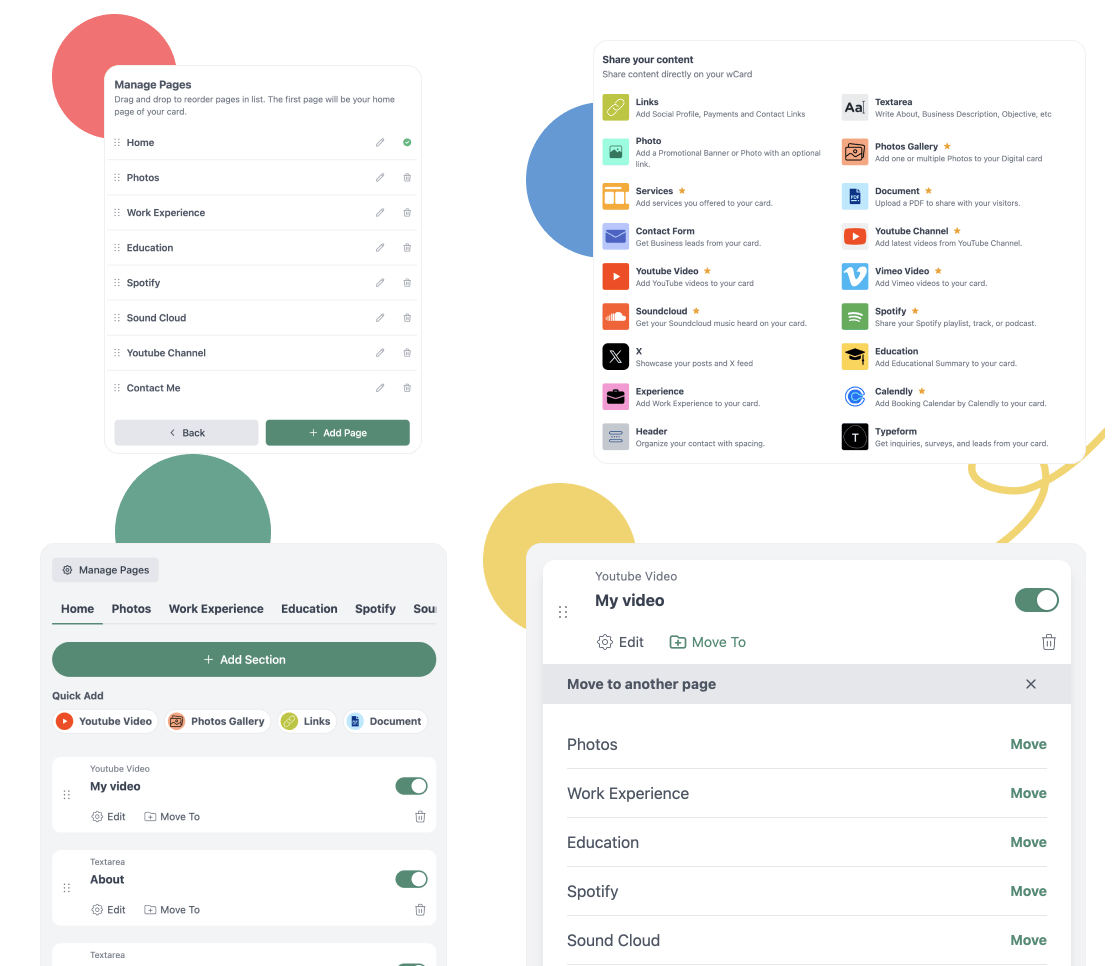 Manage Pages
Drag and drop to reorder pages in list. The first page will be your home
page of your card.
Home
Photos
Work Experience
Education
Spotify
Sound Cloud
Youtube Channel
Contact Me
Back
+ Add Page
Share your content
Share content directly on your wCard
Links
Add Social Profile, Payments and Contact Links
Aa
Textarea
Write About, Business Description, Objective, etc
Photo
Add a Promotional Banner or Photo with an optional
link.
Photos Gallery
Add one or multiple Photos to your Digital card
Services
Add services you offered to your card.
PDF
Document
Upload a PDF to share with your visitors.
Contact Form
Get Business leads from your card.
Youtube Channel
Add latest videos from YouTube Channel.
Youtube Video
Add YouTube videos to your card
Vimeo Video
Add Vimeo videos to your card.
Soundcloud
Get your Soundcloud music heard on your card.
Spotify
Share your Spotify playlist, track, or podcast.
X
Showcase your posts and X feed
Education
Add Educational Summary to your card.
Experience
Add Work Experience to your card.
Calendly
Add Booking Calendar by Calendly to your card.
Header
Organize your contact with spacing.
T
Typeform
Get inquiries, surveys, and leads from your card.
Manage Pages
Home Photos Work Experience Education Spotify Sou
+ Add Section
Quick Add
Youtube Video Photos Gallery Links Document
Youtube Video
My video
Edit Move To
Textarea
About
Edit Move To
Textarea
Youtube Video
My video
Edit Move To
Move to another page
Photos Move
Work Experience Move
Education Move
Spotify Move
Sound Cloud Move